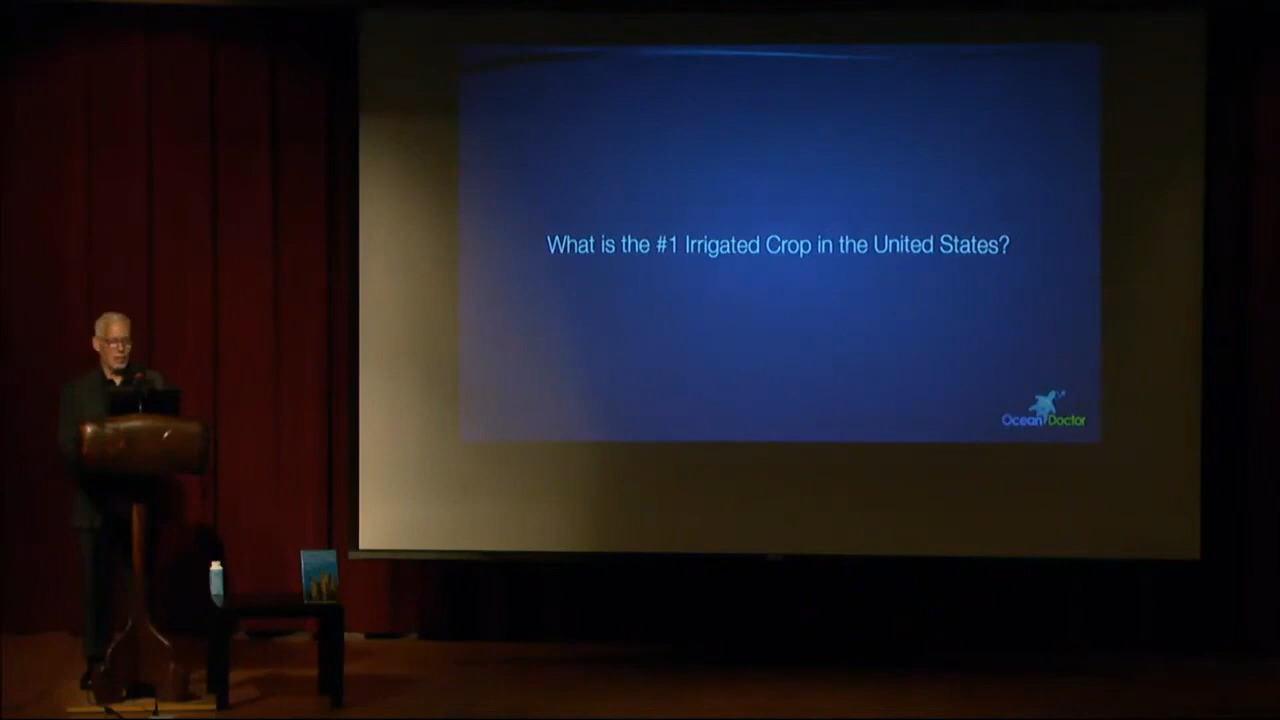 What is the #1 Irrigated Crop in the United States?
Ocean Doctor